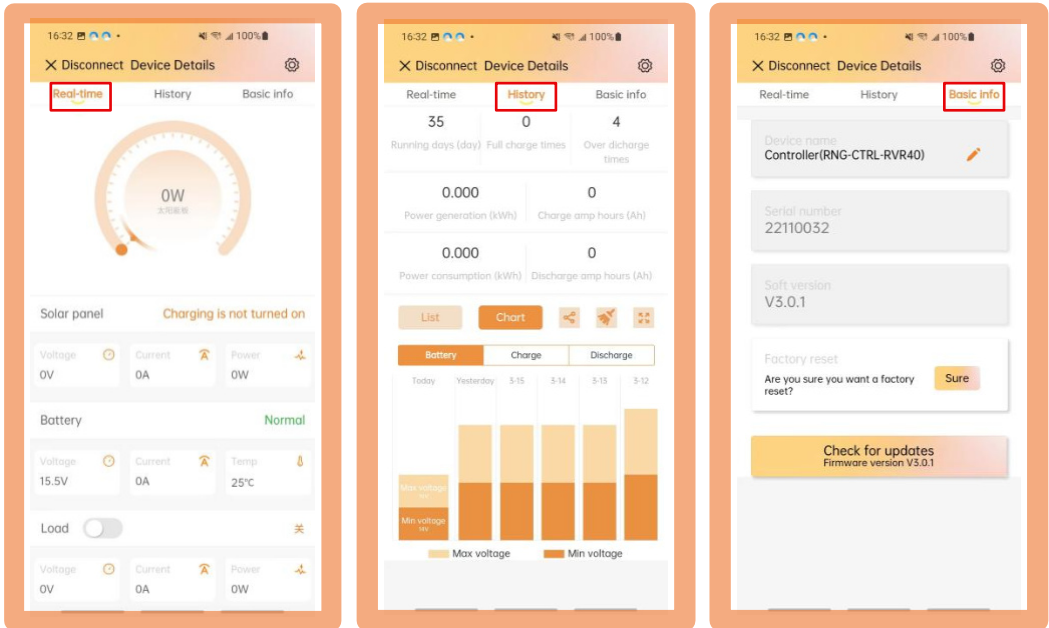 16:32
100%
Disconnect Device Details
Real-time History Basic info
0W
太阳能板
Solar panel Charging is not turned on
Voltage Current Power
0V 0A 0W
Battery Normal
Voltage Current Temp
15.5V 0A 25°C
Load 关
Voltage Current Power
0V 0A 0W
16:32
100%
Disconnect Device Details
Real-time History Basic info
35 0 4
Running days (day) Full charge times Over dicharge
times
0.000 0
Power generation (kWh) Charge amp hours (Ah)
0.000 0
Power consumption (kWh) Discharge amp hours (Ah)
List Chart
Battery Charge Discharge
Today Yesterday 3-15 3-14 3-13 3-12
Max voltage
Min voltage
Max voltage Min voltage
16:32
100%
Disconnect Device Details
Real-time History Basic info
Device name
Controller(RNG-CTRL-RVR40)
Serial number
22110032
Soft version
V3.0.1
Factory reset
Are you sure you want a factory
reset?
Sure
Check for updates
Firmware version V3.0.1